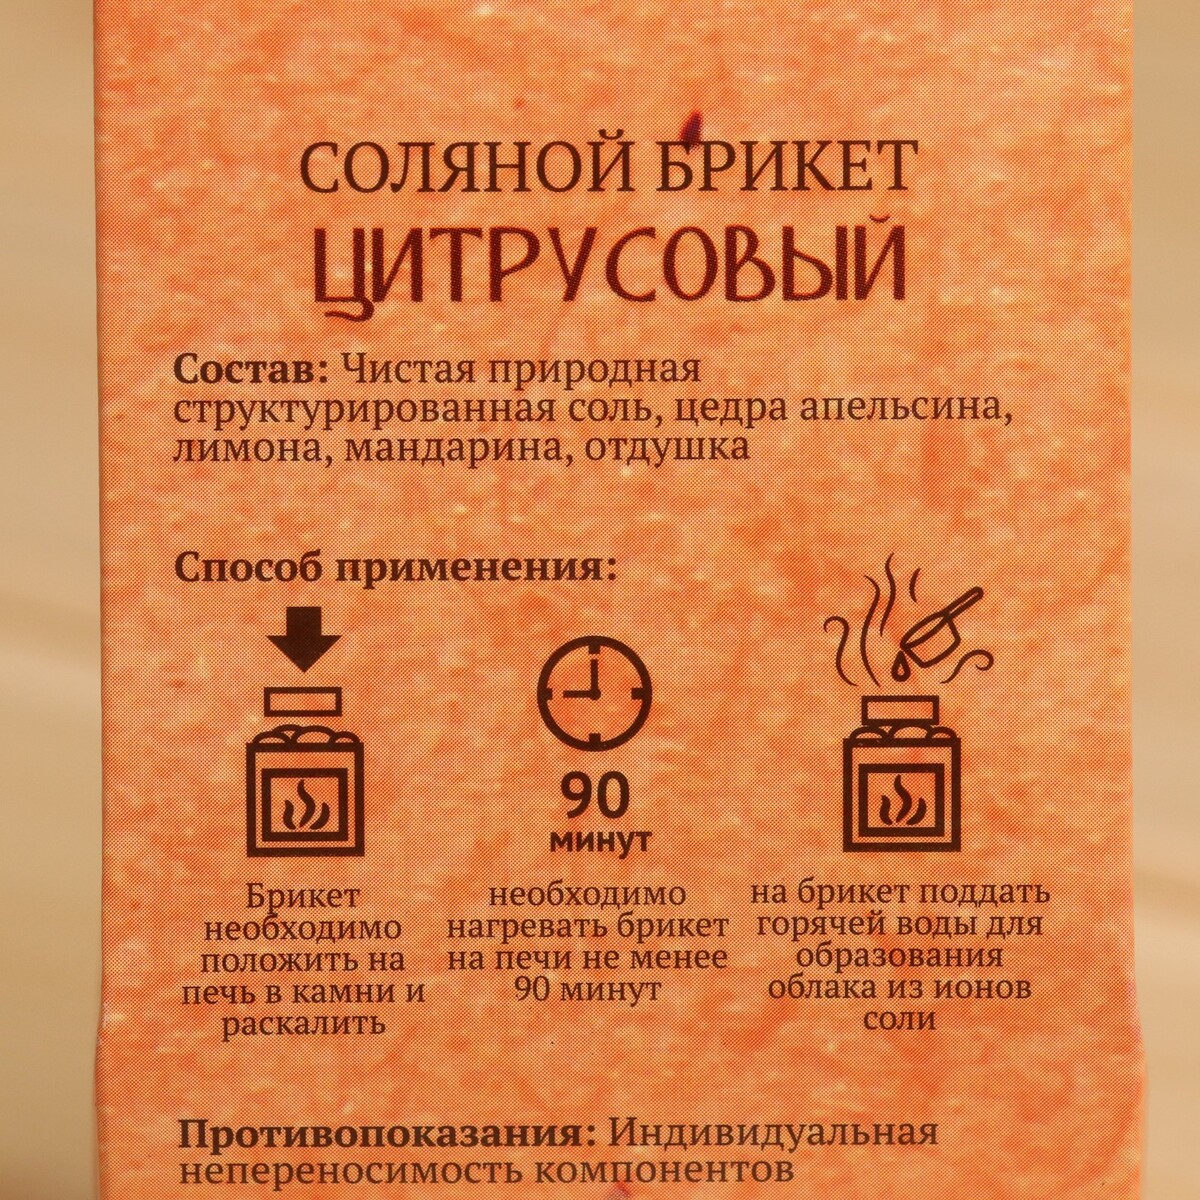 СОЛЯНОЙ БРИКЕТ
ЦИТРУСОВЫЙ
Состав: Чистая природная
структурированная соль, цедра апельсина,
лимона, мандарина, отдушка
Способ применения:
90
минут
Брикет
необходимо
положить на
печь в камни и
раскалить
необходимо
нагревать брикет
на печи не менее
90 минут
на брикет поддать
горячей воды для
образования
облака из ионов
соли
Противопоказания: Индивидуальная
непереносимость компонентов